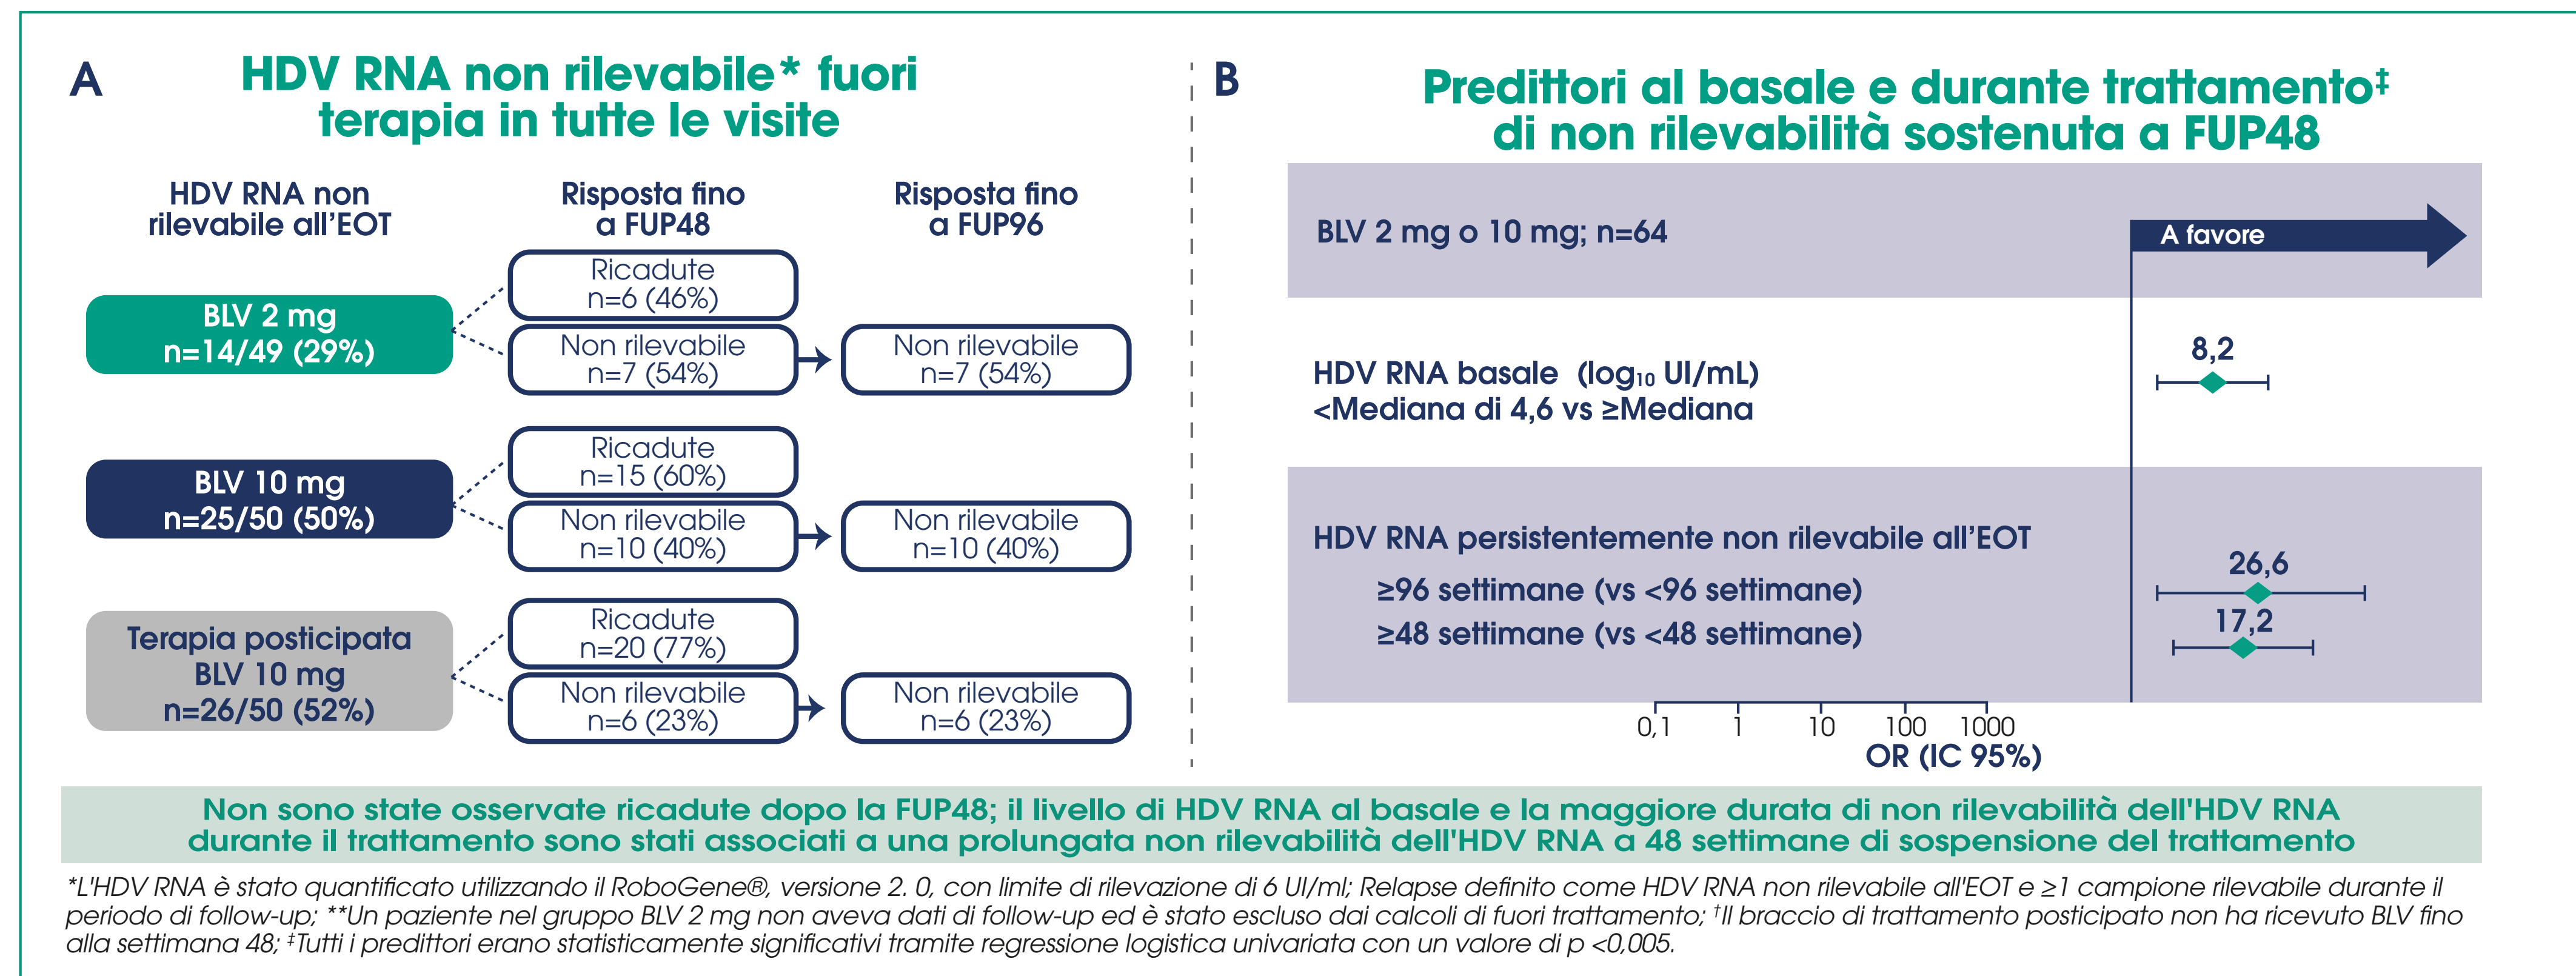 A
HDV RNA non rilevabile* fuori
terapia in tutte le visite
HDV RNA non
rilevabile all’EOT
Risposta fino
a FUP48
Risposta fino
a FUP96
BLV 2 mg
n=14/49 (29%)
Ricadute
n=6 (46%)
Non rilevabile
n=7 (54%)
Non rilevabile
n=7 (54%)
BLV 10 mg
n=25/50 (50%)
Ricadute
n=15 (60%)
Non rilevabile
n=10 (40%)
Non rilevabile
n=10 (40%)
Terapia posticipata
BLV 10 mg
n=26/50 (52%)
Ricadute
n=20 (77%)
Non rilevabile
n=6 (23%)
Non rilevabile
n=6 (23%)
B
Predittori al basale e durante trattamento‡
di non rilevabilità sostenuta a FUP48
BLV 2 mg o 10 mg; n=64
A favore
HDV RNA basale (log₁₀ UI/mL)
<Mediana di 4,6 vs ≥Mediana
8,2
HDV RNA persistentemente non rilevabile all’EOT
≥96 settimane (vs <96 settimane)
26,6
≥48 settimane (vs <48 settimane)
17,2
0,1 1 10 100 1000
OR (IC 95%)
Non sono state osservate ricadute dopo la FUP48; il livello di HDV RNA al basale e la maggiore durata di non rilevabilità dell'HDV RNA
durante il trattamento sono stati associati a una prolungata non rilevabilità dell'HDV RNA a 48 settimane di sospensione del trattamento
*L'HDV RNA è stato quantificato utilizzando il RoboGene®, versione 2. 0, con limite di rilevazione di 6 UI/ml; Relapse definito come HDV RNA non rilevabile all'EOT e ≥1 campione rilevabile durante il
periodo di follow-up; **Un paziente nel gruppo BLV 2 mg non aveva dati di follow-up ed è stato escluso dai calcoli di fuori trattamento; †Il braccio di trattamento posticipato non ha ricevuto BLV fino
alla settimana 48; ‡Tutti i predittori erano statisticamente significativi tramite regressione logistica univariata con un valore di p <0,005.